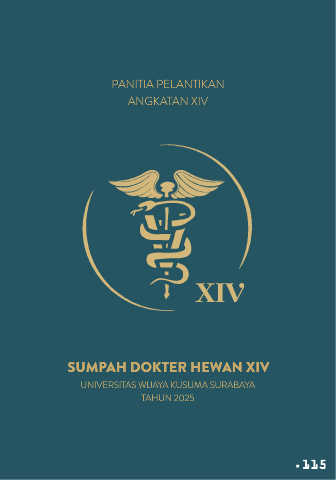 PANITIA PELANTIKAN
ANGKATAN XIV
XIV
SUMPAH DOKTER HEWAN XIV
UNIVERSITAS WIJAYA KUSUMA SURABAYA
TAHUN 2025
.115